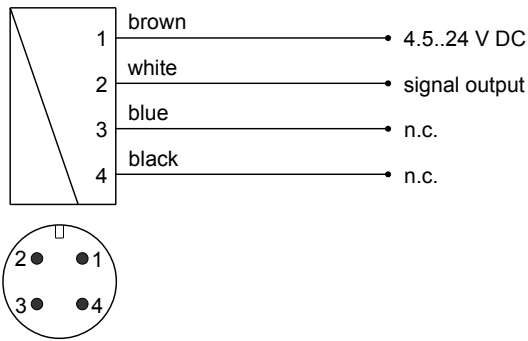 brown
1 4.5..24 V DC
white
2 signal output
blue
3 n.c.
black
4 n.c.
2 1
3 4